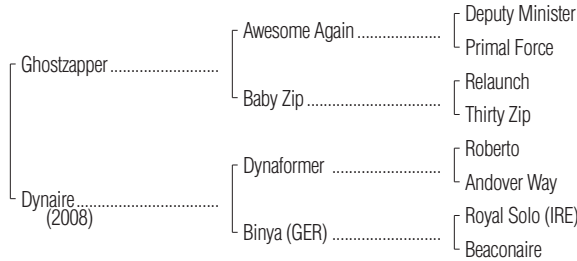 Deputy Minister
Awesome Again ....................
Primal Force
Ghostzapper ..........................
Relaunch
Baby Zip .................................
Thirty Zip
Roberto
Dynaformer ..............................
Andover Way
Dynaire ..................................
(2008)
Royal Solo (IRE)
Binya (GER) ..........................
Beaconaire